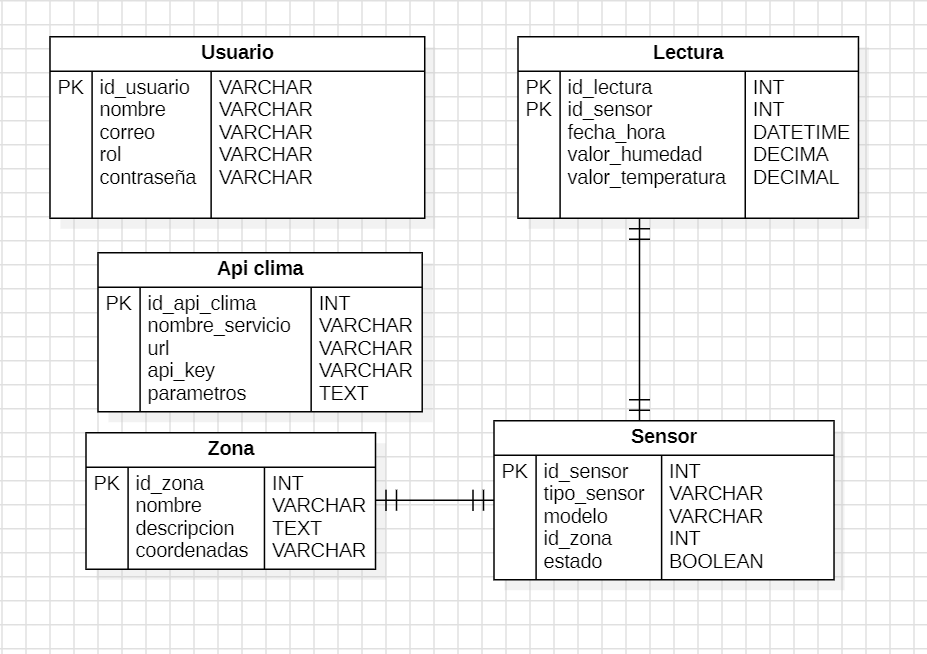 Usuario
PK id_usuario VARCHAR
nombre VARCHAR
correo VARCHAR
rol VARCHAR
contraseña VARCHAR
Lectura
PK id_lectura INT
PK id_sensor INT
fecha_hora DATETIME
valor_humedad DECIMA
valor_temperatura DECIMAL
Api clima
PK id_api_clima INT
nombre_servicio VARCHAR
url VARCHAR
api_key VARCHAR
parametros TEXT
Zona
PK id_zona INT
nombre VARCHAR
descripcion TEXT
coordenadas VARCHAR
Sensor
PK id_sensor INT
tipo_sensor VARCHAR
modelo VARCHAR
id_zona INT
estado BOOLEAN